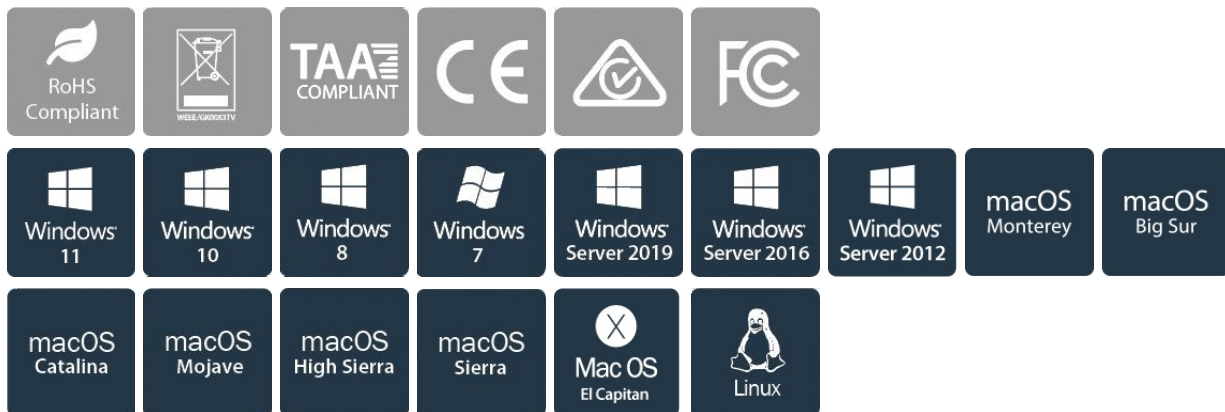 RoHS
Compliant
WEEE/GK0063TV
TAA
COMPLIANT
CE
FC
Windows
11
Windows
10
Windows
8
Windows
7
Windows
Server 2019
Windows
Server 2016
Windows
Server 2012
macOS
Monterey
macOS
Big Sur
macOS
Catalina
macOS
Mojave
macOS
High Sierra
macOS
Sierra
X
Mac OS
El Capitan
Linux